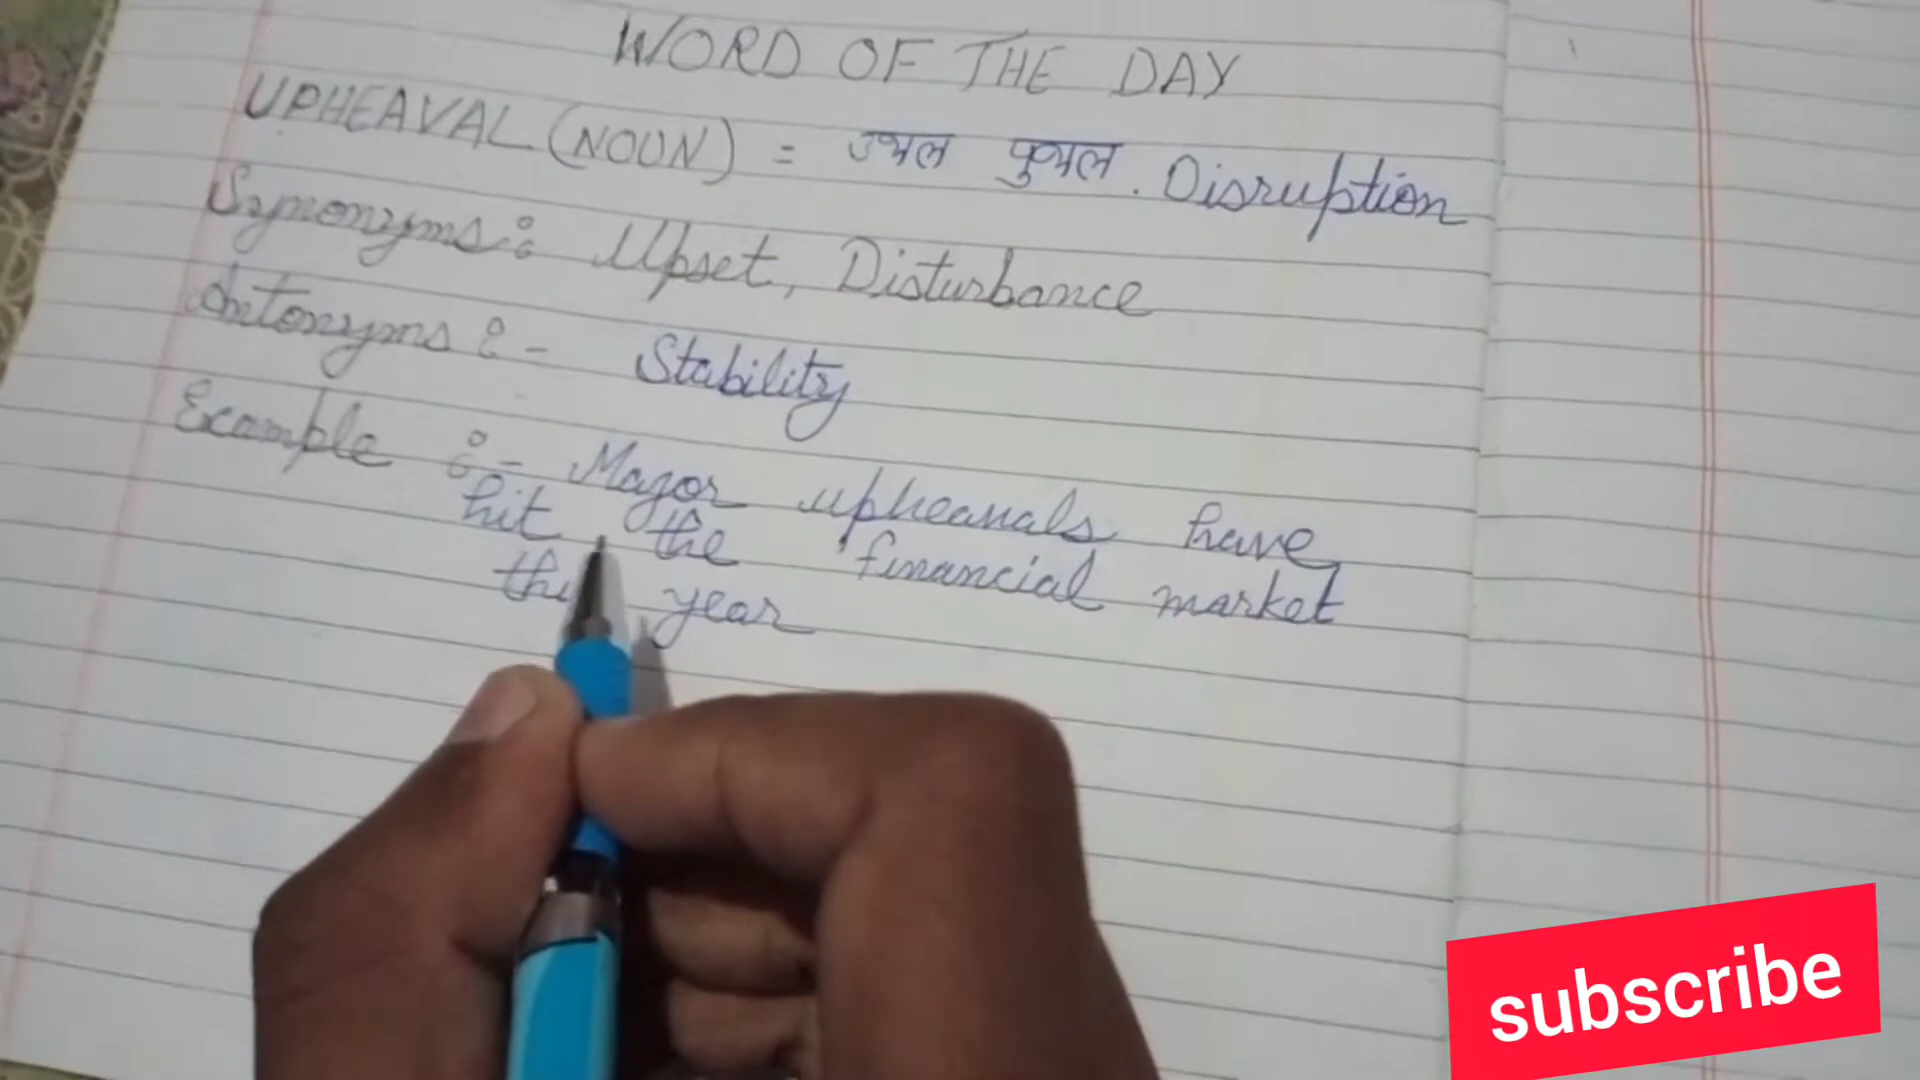 WORD OF THE DAY
UPHEAVAL (NOUN) = उथल पुथल. Disruption
Synonyms : Upset, Disturbance
Antonyms :- Stability
Example :- Major upheavals have
hit the financial market
year
subscribe